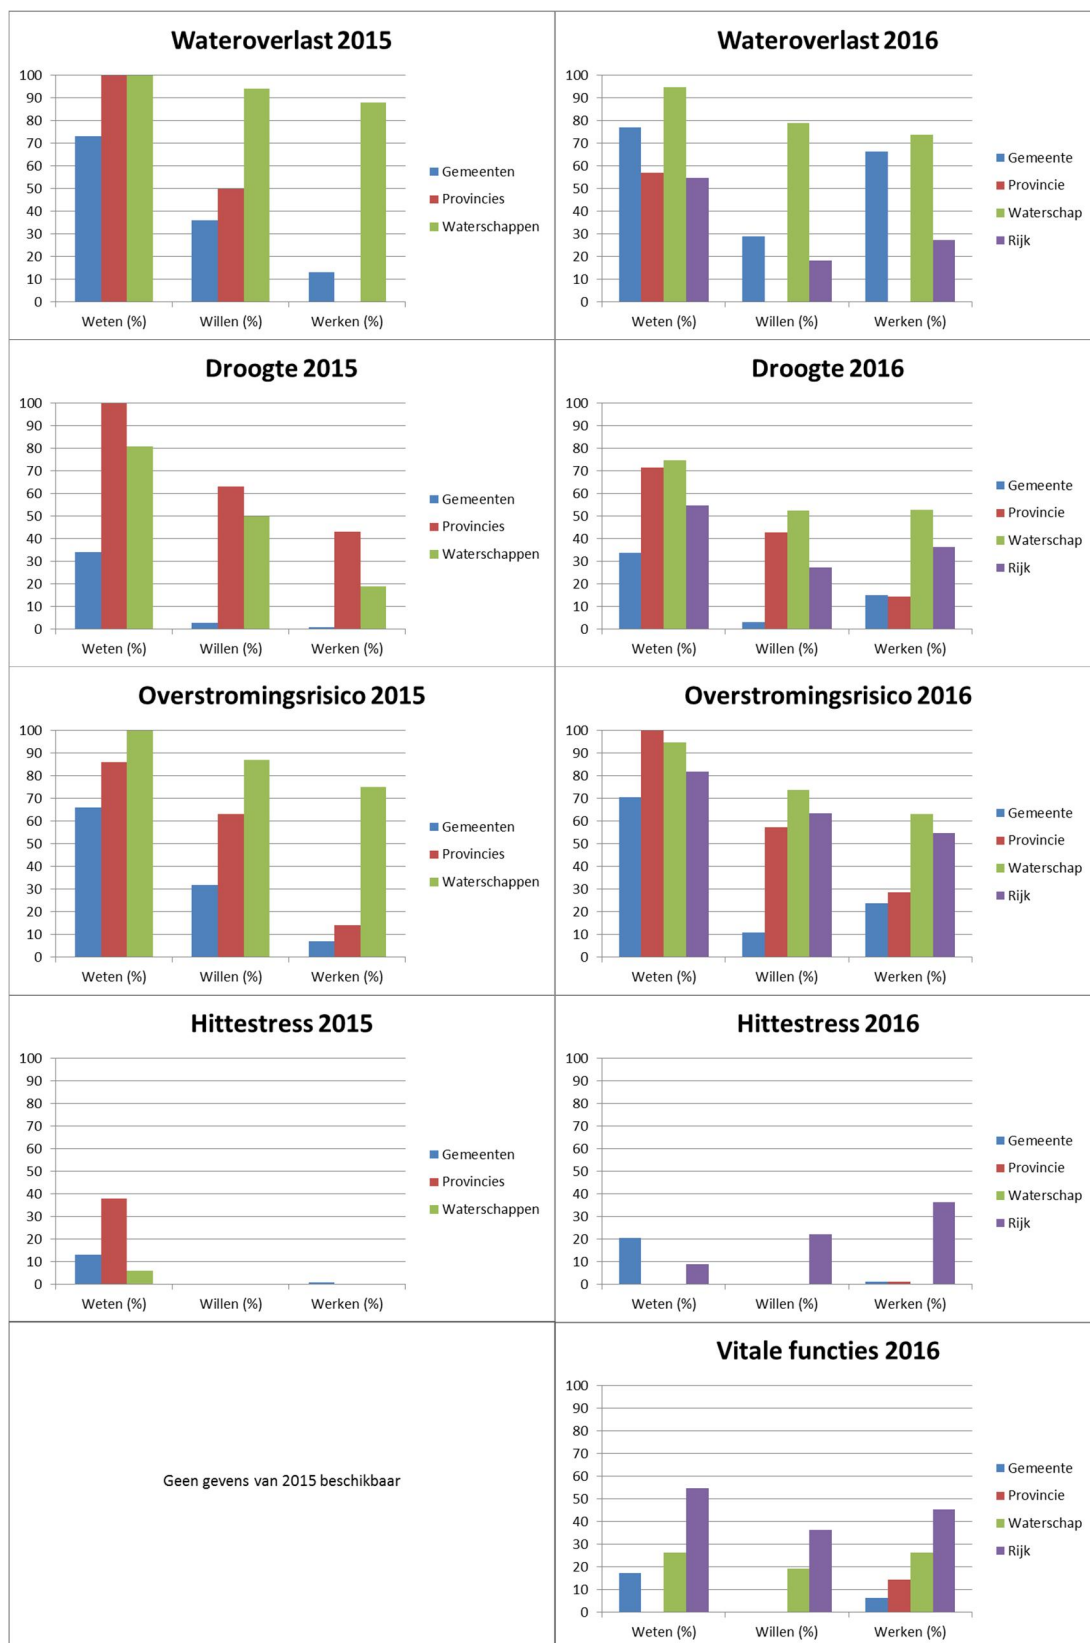 Wateroverlast 2015
100
90
80
70
60
50
40
30
20
10
0
Weten (%) Willen (%) Werken (%)
Gemeenten
Provincies
Waterschappen
Wateroverlast 2016
100
90
80
70
60
50
40
30
20
10
0
Weten (%) Willen (%) Werken (%)
Gemeente
Provincie
Waterschap
Rijk
Droogte 2015
100
90
80
70
60
50
40
30
20
10
0
Weten (%) Willen (%) Werken (%)
Gemeenten
Provincies
Waterschappen
Droogte 2016
100
90
80
70
60
50
40
30
20
10
0
Weten (%) Willen (%) Werken (%)
Gemeente
Provincie
Waterschap
Rijk
Overstromingsrisico 2015
100
90
80
70
60
50
40
30
20
10
0
Weten (%) Willen (%) Werken (%)
Gemeenten
Provincies
Waterschappen
Overstromingsrisico 2016
100
90
80
70
60
50
40
30
20
10
0
Weten (%) Willen (%) Werken (%)
Gemeente
Provincie
Waterschap
Rijk
Hittestress 2015
100
90
80
70
60
50
40
30
20
10
0
Weten (%) Willen (%) Werken (%)
Gemeenten
Provincies
Waterschappen
Hittestress 2016
100
90
80
70
60
50
40
30
20
10
0
Weten (%) Willen (%) Werken (%)
Gemeente
Provincie
Waterschap
Rijk
Geen gevens van 2015 beschikbaar
Vitale functies 2016
100
90
80
70
60
50
40
30
20
10
0
Weten (%) Willen (%) Werken (%)
Gemeente
Provincie
Waterschap
Rijk